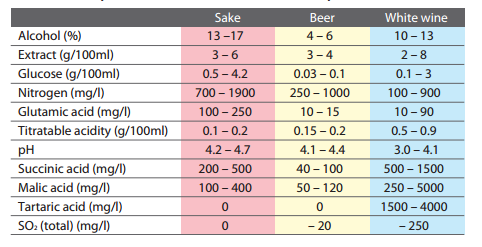 Sake Beer White wine
Alcohol (%) 13 – 17 4 – 6 10 – 13
Extract (g/100ml) 3 – 6 3 – 4 2 – 8
Glucose (g/100ml) 0.5 – 4.2 0.03 – 0.1 0.1 – 3
Nitrogen (mg/l) 700 – 1900 250 – 1000 100 – 900
Glutamic acid (mg/l) 100 – 250 10 – 15 10 – 90
Titratable acidity (g/100ml) 0.1 – 0.2 0.15 – 0.2 0.5 – 0.9
pH 4.2 – 4.7 4.1 – 4.4 3.0 – 4.1
Succinic acid (mg/l) 200 – 500 40 – 100 500 – 1500
Malic acid (mg/l) 100 – 400 50 – 120 250 – 5000
Tartaric acid (mg/l) 0 0 1500 – 4000
SO₂ (total) (mg/l) 0 – 20 – 250